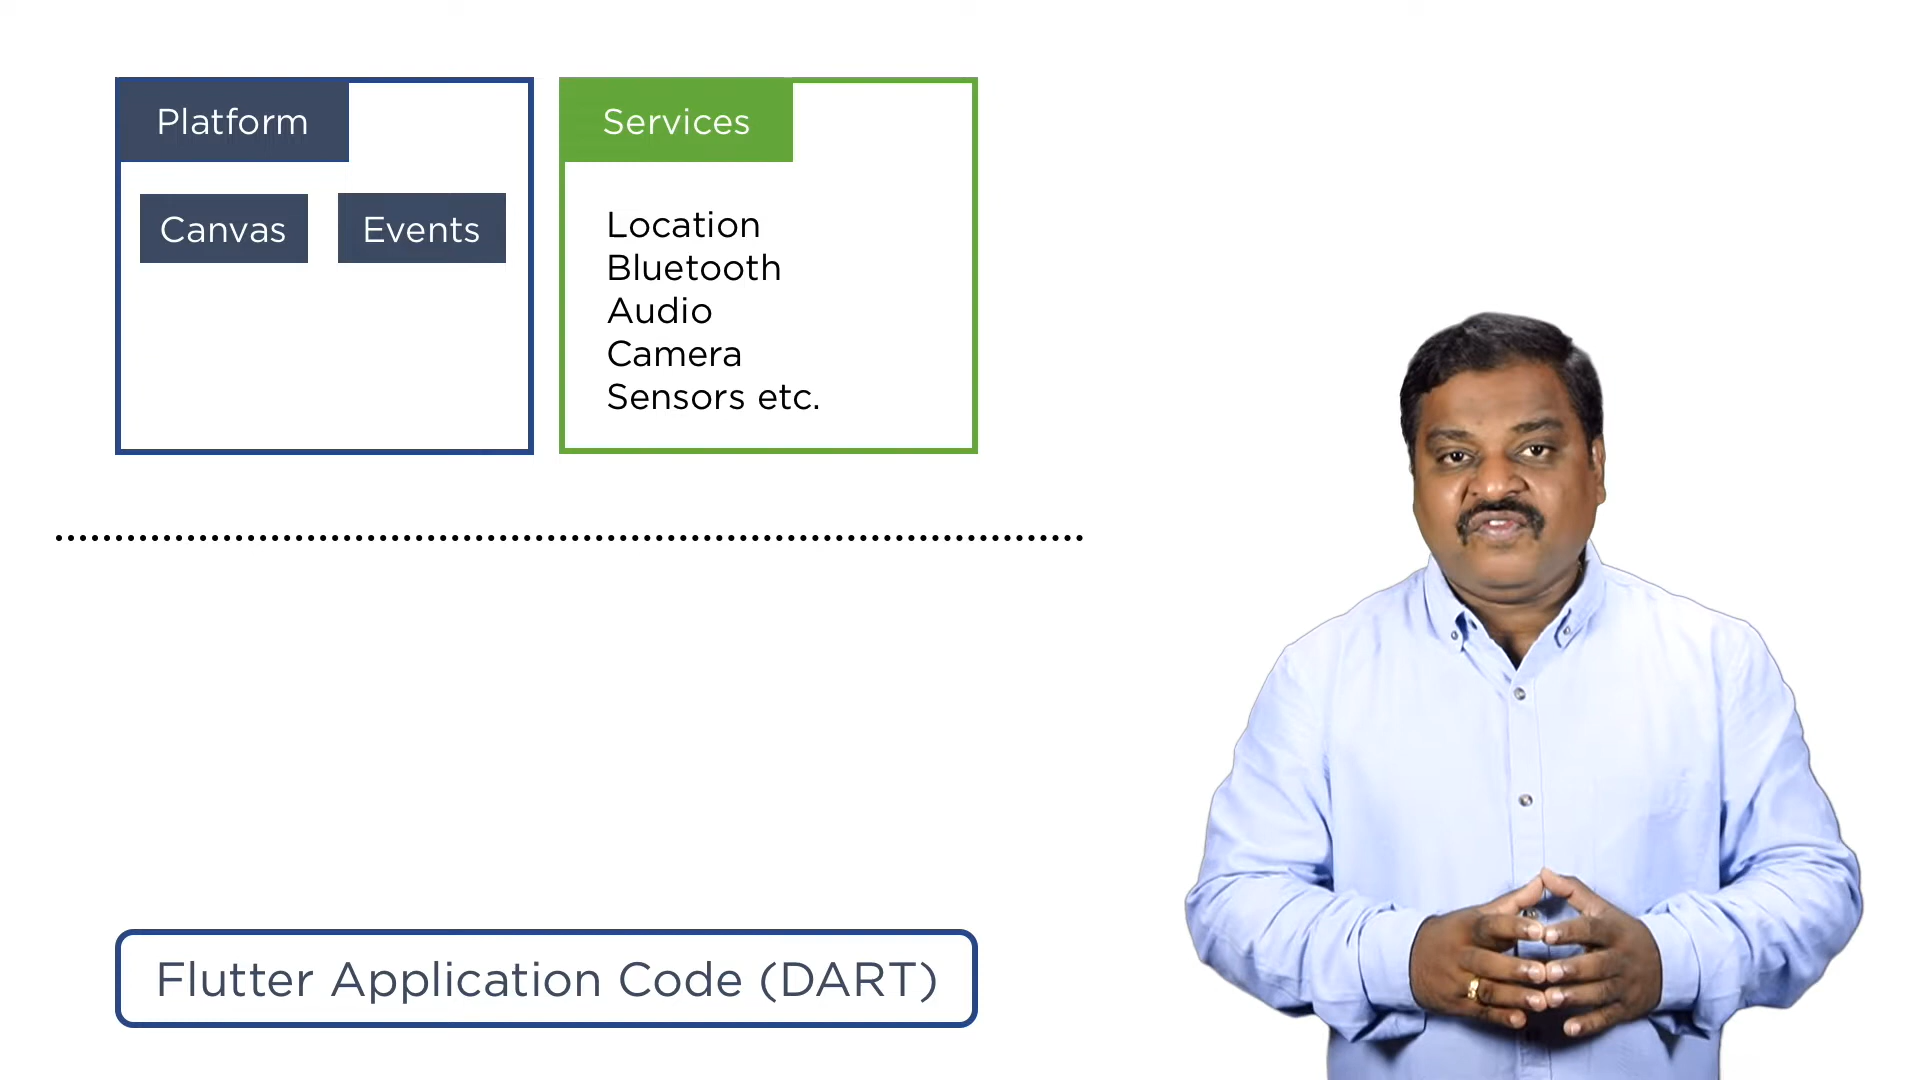 Platform
Canvas
Events
Services
Location
Bluetooth
Audio
Camera
Sensors etc.
Flutter Application Code (DART)